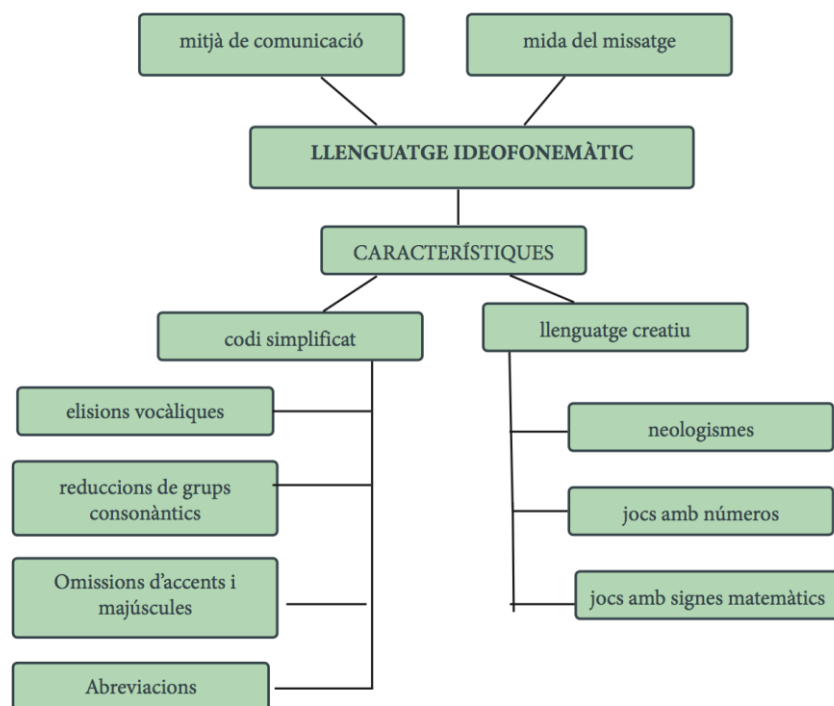 mitjà de comunicació
mida del missatge
LLENGUATGE IDEOFONEMÀTIC
CARACTERÍSTIQUES
codi simplificat
llenguatge creatiu
elisions vocàliques
reduccions de grups
consonàntics
Omissions d'accents i
majúscules
Abreviacions
neologismes
jocs amb números
jocs amb signes matemàtics